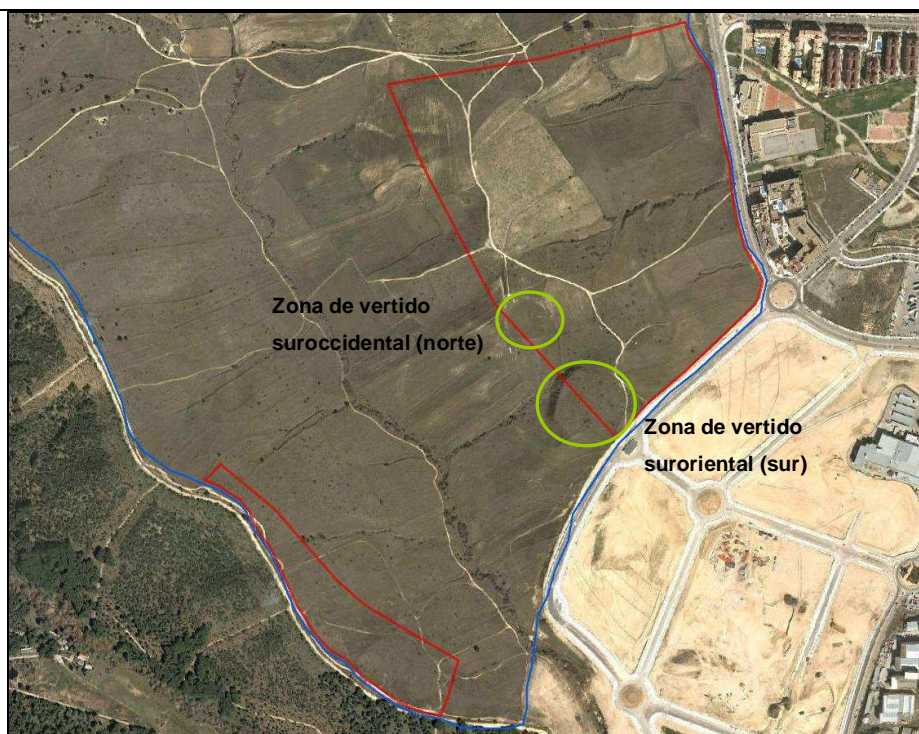 Zona de vertido
suroccidental (norte)
Zona de vertido
suroriental (sur)